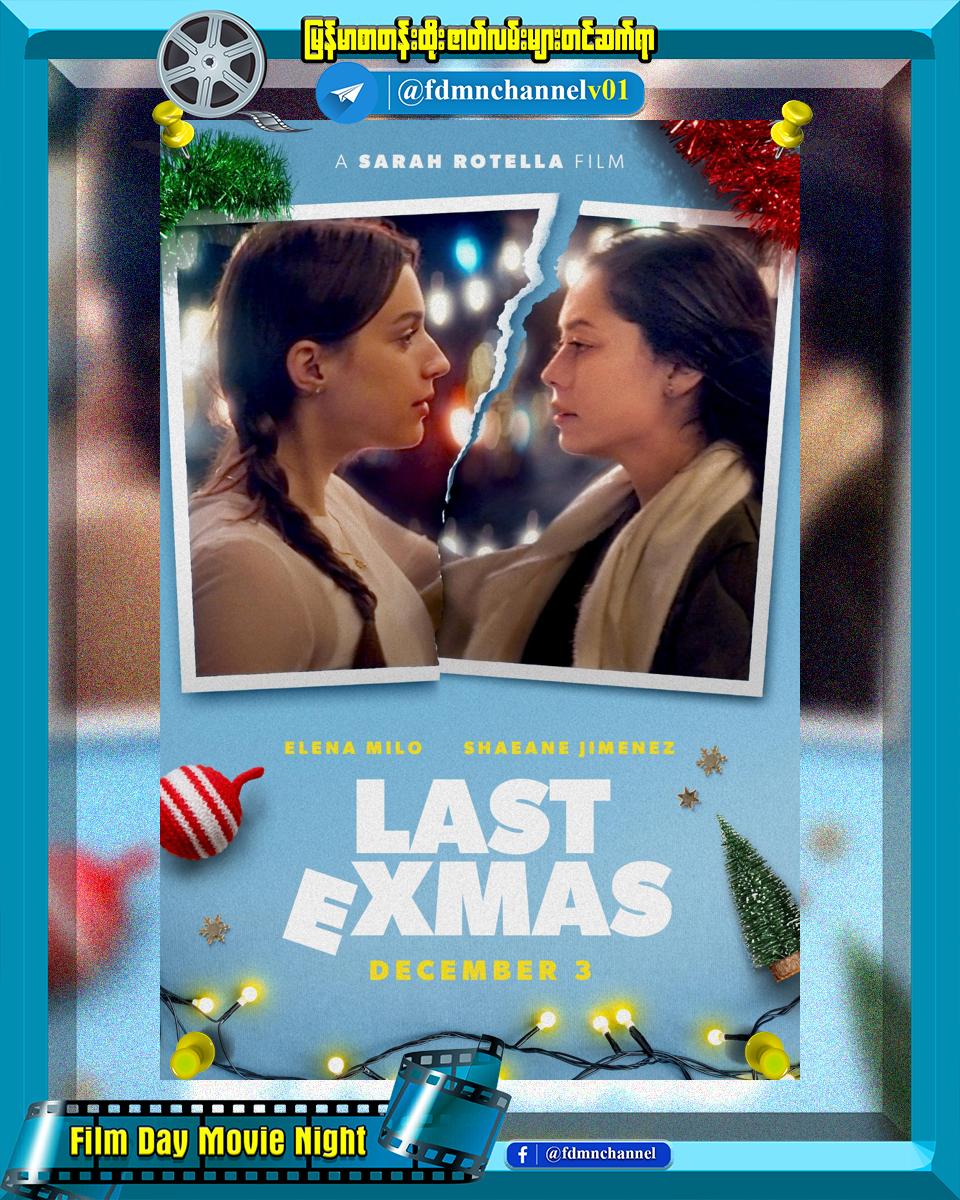 မြန်မာစာတန်းထိုးဇာတ်လမ်းများတင်ဆက်ရာ
@fdmnchannelv01
A SARAH ROTELLA FILM
ELENA MILO SHAEANE JIMENEZ
LAST
EXMAS
DECEMBER 3
Film Day Movie Night
@fdmnchannel